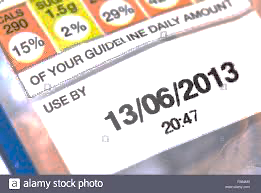 CALS SUGAR
290 1.5g
15% 2% 29%
OF YOUR GUIDELINE DAILY AMOUNT
USE BY
13/06/2013
20:47
alamy stock photo